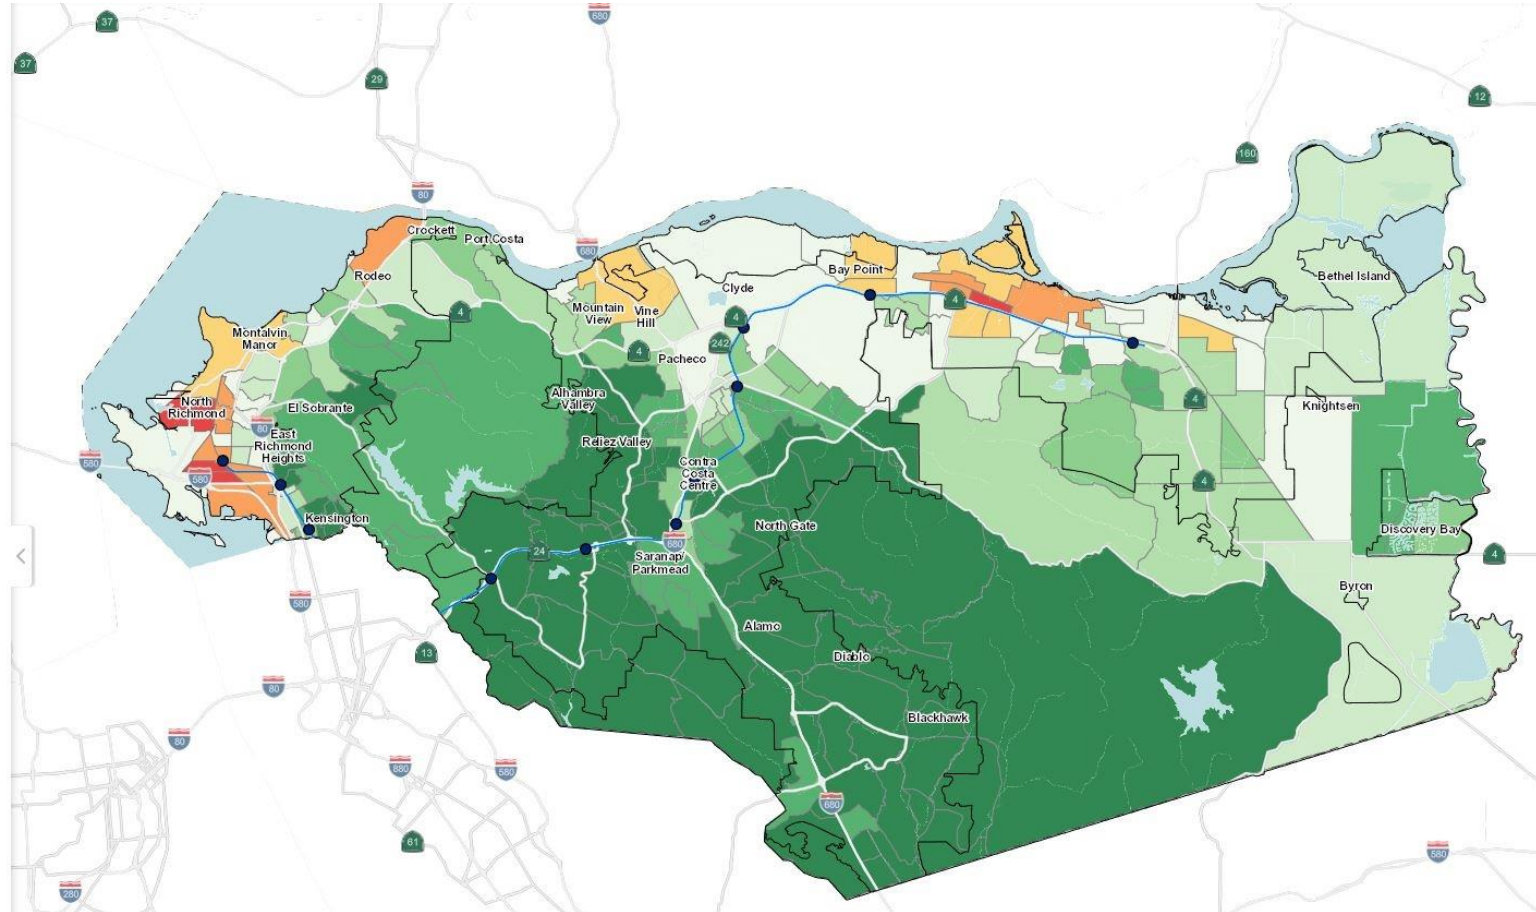 37
680
37
29
12
160
80
Crockett
Port Costa
680
Rodeo
Bay Point
Bethel Island
Clyde
4
Mountain
View
Vine
Hill
4
4
Montalvin
Manor
242
4
Pacheco
North
Richmond
El Sobrante
Alhambra
Valley
4
Knightsen
80
East
Richmond
Heights
Reliez Valley
580
580
Contra
Costa
Centre
4
Kensington
North Gate
Discovery Bay
24
680
Saranap/
Parkmead
4
Byron
580
Alamo
13
Diablo
80
Blackhawk
80
880
580
680
61
580
280